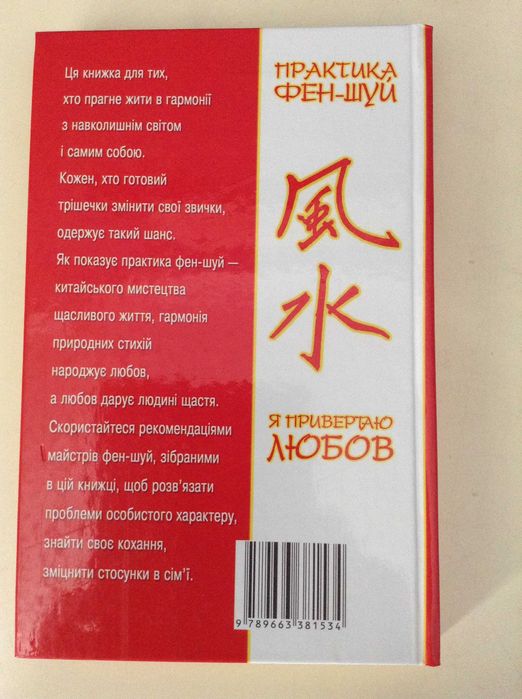 Ця книжка для тих,
хто прагне жити в гармонії
з навколишнім світом
і самим собою.
Кожен, хто готовий
трішечки змінити свої звички,
одержує такий шанс.
Як показує практика фен-шуй —
китайського мистецтва
щасливого життя, гармонія
природних стихій
народжує любов,
а любов дарує людині щастя.
Скористайтеся рекомендаціями
майстрів фен-шуй, зібраними
в цій книжці, щоб розв’язати
проблеми особистого характеру,
знайти своє кохання,
зміцнити стосунки в сім’ї.
ПРАКТИКА
ФЕН-ШУЙ
風
水
Я ПРИВЕРТАЮ
ЛЮБОВ
9 789663 381534